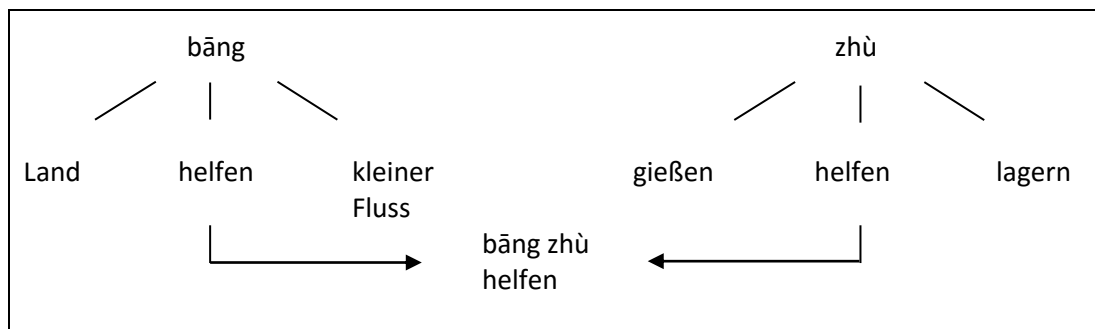 bāng zhù
Land helfen kleiner Fluss gießen helfen lagern
bāng zhù
helfen